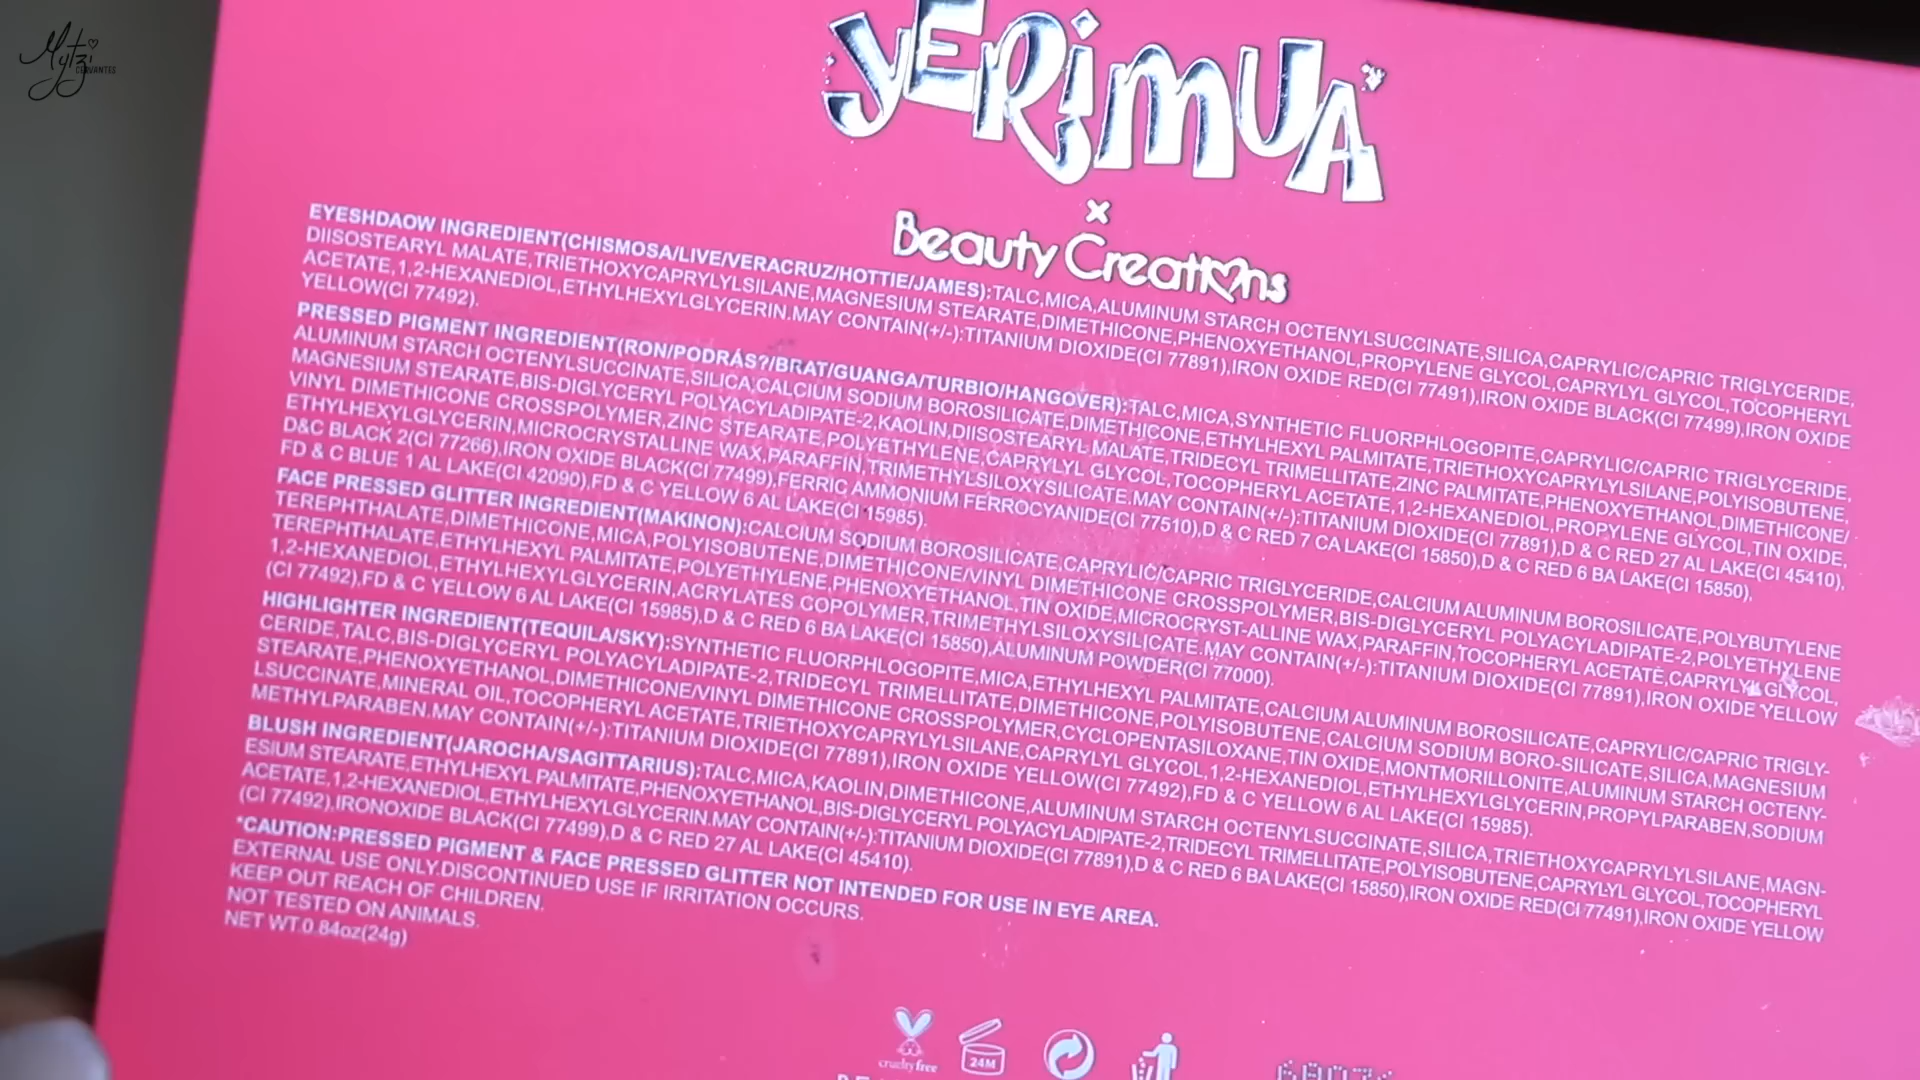 Mytzi
CERVANTES
YERIMUA
x
Beauty Creations
EYESHDAOW INGREDIENT(CHISMOSA/LIVE/VERACRUZ/HOTTIE/JAMES):TALC,MICA,ALUMINUM STARCH OCTENYLSUCCINATE,SILICA,CAPRYLIC/CAPRIC TRIGLYCERIDE,
DIISOSTEARYL MALATE,TRIETHOXYCAPRYLYLSILANE,MAGNESIUM STEARATE,DIMETHICONE,PHENOXYETHANOL,PROPYLENE GLYCOL,CAPRYLYL GLYCOL,TOCOPHERYL
ACETATE,1,2-HEXANEDIOL,ETHYLHEXYLGLYCERIN.MAY CONTAIN(+/-):TITANIUM DIOXIDE(CI 77891),IRON OXIDE RED(CI 77491),IRON OXIDE BLACK(CI 77499),IRON OXIDE
YELLOW(CI 77492).
PRESSED PIGMENT INGREDIENT(RON/PODRÁS?/BRAT/GUANGA/TURBIO/HANGOVER):TALC,MICA,SYNTHETIC FLUORPHLOGOPITE,CAPRYLIC/CAPRIC TRIGLYCERIDE,
ALUMINUM STARCH OCTENYLSUCCINATE,SILICA,CALCIUM SODIUM BOROSILICATE,DIMETHICONE,ETHYLHEXYL PALMITATE,TRIETHOXYCAPRYLYLSILANE,POLYISOBUTENE,
MAGNESIUM STEARATE,BIS-DIGLYCERYL POLYACYLADIPATE-2,KAOLIN,DIISOSTEARYL MALATE,TRIDECYL TRIMELLITATE,ZINC PALMITATE,PHENOXYETHANOL,DIMETHICONE/
VINYL DIMETHICONE CROSSPOLYMER,ZINC STEARATE,POLYETHYLENE,CAPRYLYL GLYCOL,TOCOPHERYL ACETATE,1,2-HEXANEDIOL,PROPYLENE GLYCOL,TIN OXIDE,
ETHYLHEXYLGLYCERIN,MICROCRYSTALLINE WAX,PARAFFIN,TRIMETHYLSILOXYSILICATE.MAY CONTAIN(+/-):TITANIUM DIOXIDE(CI 77891),D & C RED 27 AL LAKE(CI 45410),
D&C BLACK 2(CI 77266),IRON OXIDE BLACK(CI 77499),FERRIC AMMONIUM FERROCYANIDE(CI 77510),D & C RED 7 CA LAKE(CI 15850),D & C RED 6 BA LAKE(CI 15850),
FD & C BLUE 1 AL LAKE(CI 42090),FD & C YELLOW 6 AL LAKE(CI 15985).
FACE PRESSED GLITTER INGREDIENT(MAKINON):CALCIUM SODIUM BOROSILICATE,CAPRYLIC/CAPRIC TRIGLYCERIDE,CALCIUM ALUMINUM BOROSILICATE,POLYBUTYLENE
TEREPHTHALATE,DIMETHICONE,MICA,POLYISOBUTENE,DIMETHICONE/VINYL DIMETHICONE CROSSPOLYMER,BIS-DIGLYCERYL POLYACYLADIPATE-2,POLYETHYLENE
TEREPHTHALATE,ETHYLHEXYL PALMITATE,POLYETHYLENE,PHENOXYETHANOL,TIN OXIDE,MICROCRYST-ALLINE WAX,PARAFFIN,TOCOPHERYL ACETATE,CAPRYLYL GLYCOL,
1,2-HEXANEDIOL,ETHYLHEXYLGLYCERIN,ACRYLATES COPOLYMER,TRIMETHYLSILOXYSILICATE.MAY CONTAIN(+/-):TITANIUM DIOXIDE(CI 77891),IRON OXIDE YELLOW
(CI 77492),FD & C YELLOW 6 AL LAKE(CI 15985),D & C RED 6 BA LAKE(CI 15850),ALUMINUM POWDER(CI 77000).
HIGHLIGHTER INGREDIENT(TEQUILA/SKY):SYNTHETIC FLUORPHLOGOPITE,MICA,ETHYLHEXYL PALMITATE,CALCIUM ALUMINUM BOROSILICATE,CAPRYLIC/CAPRIC TRIGLY-
CERIDE,TALC,BIS-DIGLYCERYL POLYACYLADIPATE-2,TRIDECYL TRIMELLITATE,DIMETHICONE,POLYISOBUTENE,CALCIUM SODIUM BORO-SILICATE,SILICA,MAGNESIUM
STEARATE,PHENOXYETHANOL,DIMETHICONE/VINYL DIMETHICONE CROSSPOLYMER,CYCLOPENTASILOXANE,TIN OXIDE,MONTMORILLONITE,ALUMINUM STARCH OCTENY-
LSUCCINATE,MINERAL OIL,TOCOPHERYL ACETATE,TRIETHOXYCAPRYLYLSILANE,CAPRYLYL GLYCOL,1,2-HEXANEDIOL,ETHYLHEXYLGLYCERIN,PROPYLPARABEN,SODIUM
METHYLPARABEN.MAY CONTAIN(+/-):TITANIUM DIOXIDE(CI 77891),IRON OXIDE YELLOW(CI 77492),FD & C YELLOW 6 AL LAKE(CI 15985).
BLUSH INGREDIENT(JAROCHA/SAGITTARIUS):TALC,MICA,KAOLIN,DIMETHICONE,ALUMINUM STARCH OCTENYLSUCCINATE,SILICA,TRIETHOXYCAPRYLYLSILANE,MAGN-
ESIUM STEARATE,ETHYLHEXYL PALMITATE,PHENOXYETHANOL,BIS-DIGLYCERYL POLYACYLADIPATE-2,TRIDECYL TRIMELLITATE,POLYISOBUTENE,CAPRYLYL GLYCOL,TOCOPHERYL
ACETATE,1,2-HEXANEDIOL,ETHYLHEXYLGLYCERIN.MAY CONTAIN(+/-):TITANIUM DIOXIDE(CI 77891),D & C RED 6 BA LAKE(CI 15850),IRON OXIDE RED(CI 77491),IRON OXIDE YELLOW
(CI 77492),IRONOXIDE BLACK(CI 77499),D & C RED 27 AL LAKE(CI 45410).
*CAUTION:PRESSED PIGMENT & FACE PRESSED GLITTER NOT INTENDED FOR USE IN EYE AREA.
EXTERNAL USE ONLY.DISCONTINUED USE IF IRRITATION OCCURS.
KEEP OUT REACH OF CHILDREN.
NOT TESTED ON ANIMALS.
NET WT.0.84oz(24g)
cruelty free
24M